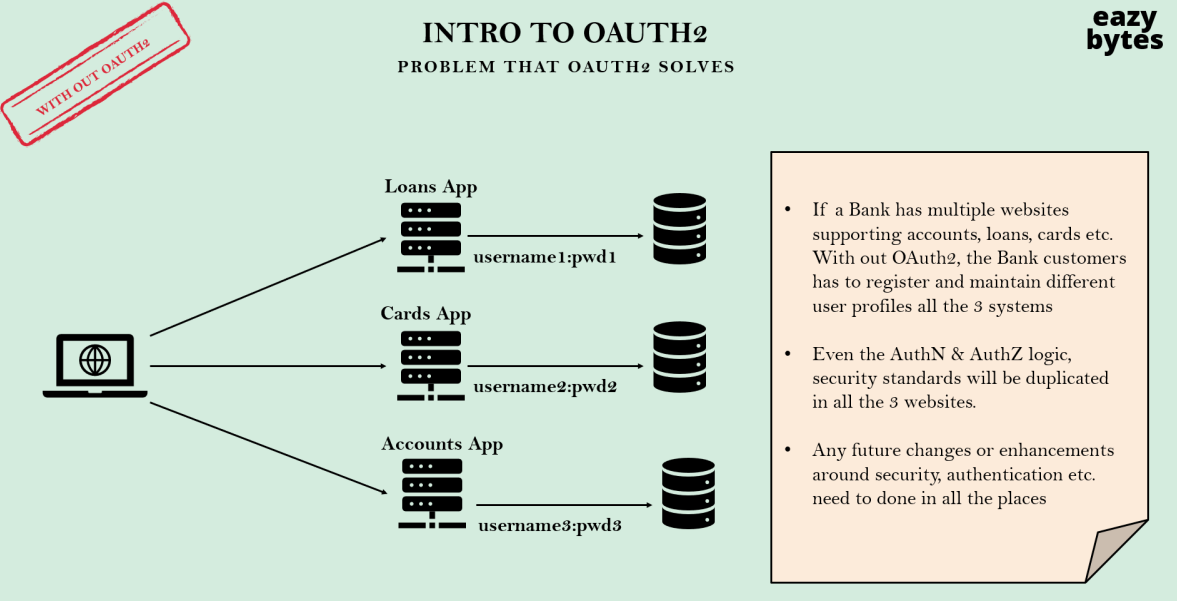 WITH OUT OAUTH2
INTRO TO OAUTH2
PROBLEM THAT OAUTH2 SOLVES
eazy
bytes
Loans App
username1:pwd1
Cards App
username2:pwd2
Accounts App
username3:pwd3
• If a Bank has multiple websites
supporting accounts, loans, cards etc.
With out OAuth2, the Bank customers
has to register and maintain different
user profiles all the 3 systems
• Even the AuthN & AuthZ logic,
security standards will be duplicated
in all the 3 websites.
• Any future changes or enhancements
around security, authentication etc.
need to done in all the places